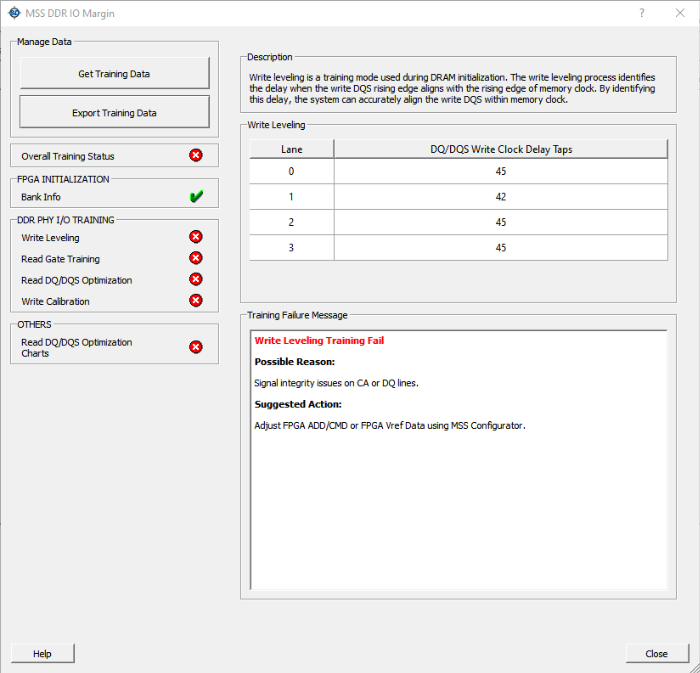 MSS DDR IO Margin
?
Manage Data
Get Training Data
Export Training Data
Overall Training Status
FPGA INITIALIZATION
Bank Info
DDR PHY I/O TRAINING
Write Leveling
Read Gate Training
Read DQ/DQS Optimization
Write Calibration
OTHERS
Read DQ/DQS Optimization
Charts
Description
Write leveling is a training mode used during DRAM initialization. The write leveling process identifies
the delay when the write DQS rising edge aligns with the rising edge of memory clock. By identifying
this delay, the system can accurately align the write DQS within memory clock.
Write Leveling
Lane DQ/DQS Write Clock Delay Taps
0 45
1 42
2 45
3 45
Training Failure Message
Write Leveling Training Fail
Possible Reason:
Signal integrity issues on CA or DQ lines.
Suggested Action:
Adjust FPGA ADD/CMD or FPGA Vref Data using MSS Configurator.
Help
Close